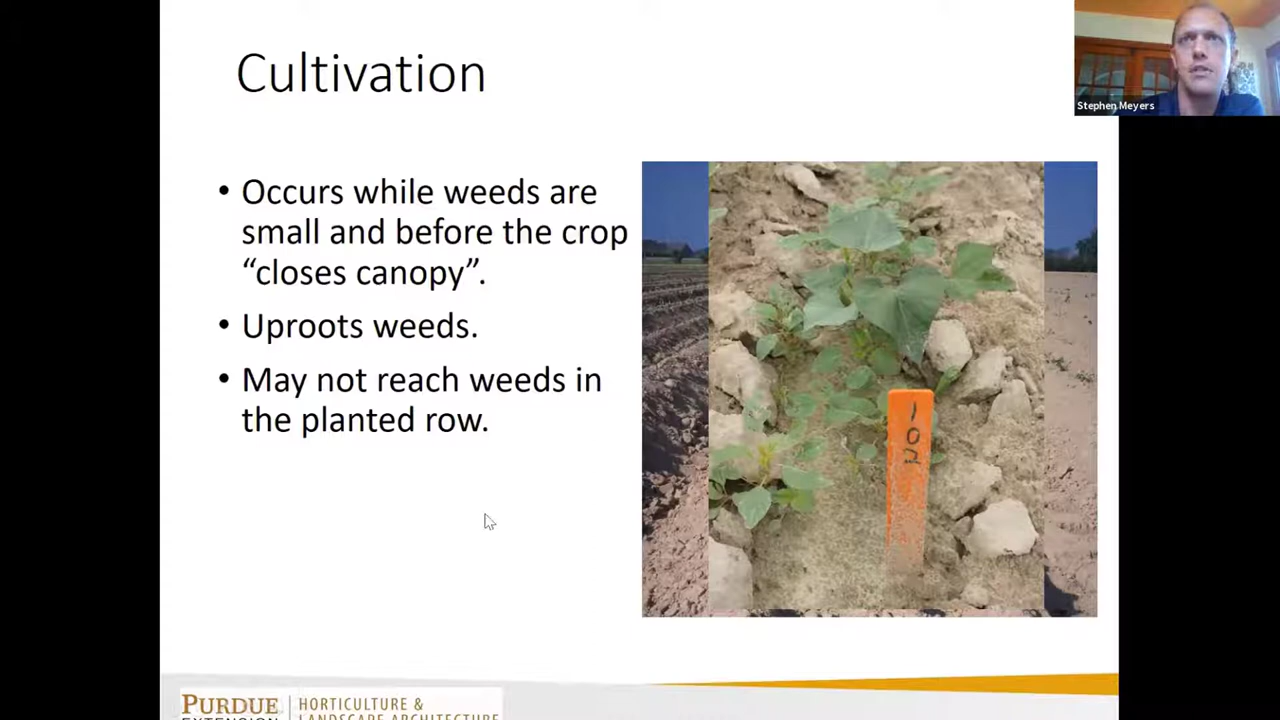 Cultivation
Stephen Meyers
• Occurs while weeds are
small and before the crop
“closes canopy”.
• Uproots weeds.
• May not reach weeds in
the planted row.
102
PURDUE
EXTENSION
HORTICULTURE &
LANDSCAPE ARCHITECTURE